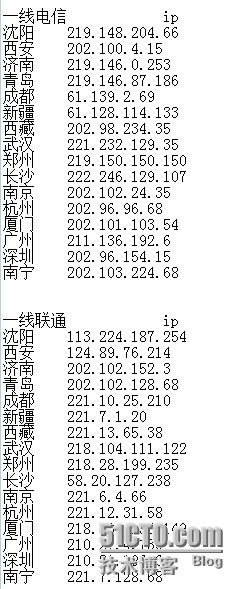 一线电信 ip
沈阳 219.148.204.66
西安 202.100.4.15
济南 219.146.0.253
青岛 219.146.87.186
成都 61.139.2.69
新疆 61.128.114.133
西藏 202.98.234.35
武汉 221.232.129.35
郑州 219.150.150.150
长沙 222.246.129.107
南京 202.102.24.35
杭州 202.96.96.68
厦门 202.101.103.54
广州 211.136.192.6
深圳 202.96.154.15
南宁 202.103.224.68
一线联通 ip
沈阳 113.224.187.254
西安 124.89.76.214
济南 202.102.152.3
青岛 202.102.128.68
成都 221.10.25.210
新疆 221.7.1.20
西藏 221.13.65.38
武汉 218.104.111.122
郑州 218.28.199.235
长沙 58.20.127.238
南京 221.6.4.66
杭州 221.12.31.58
厦门
广州
深圳
南宁 221.7.128.68
51CTO.com
技术博客 Blog